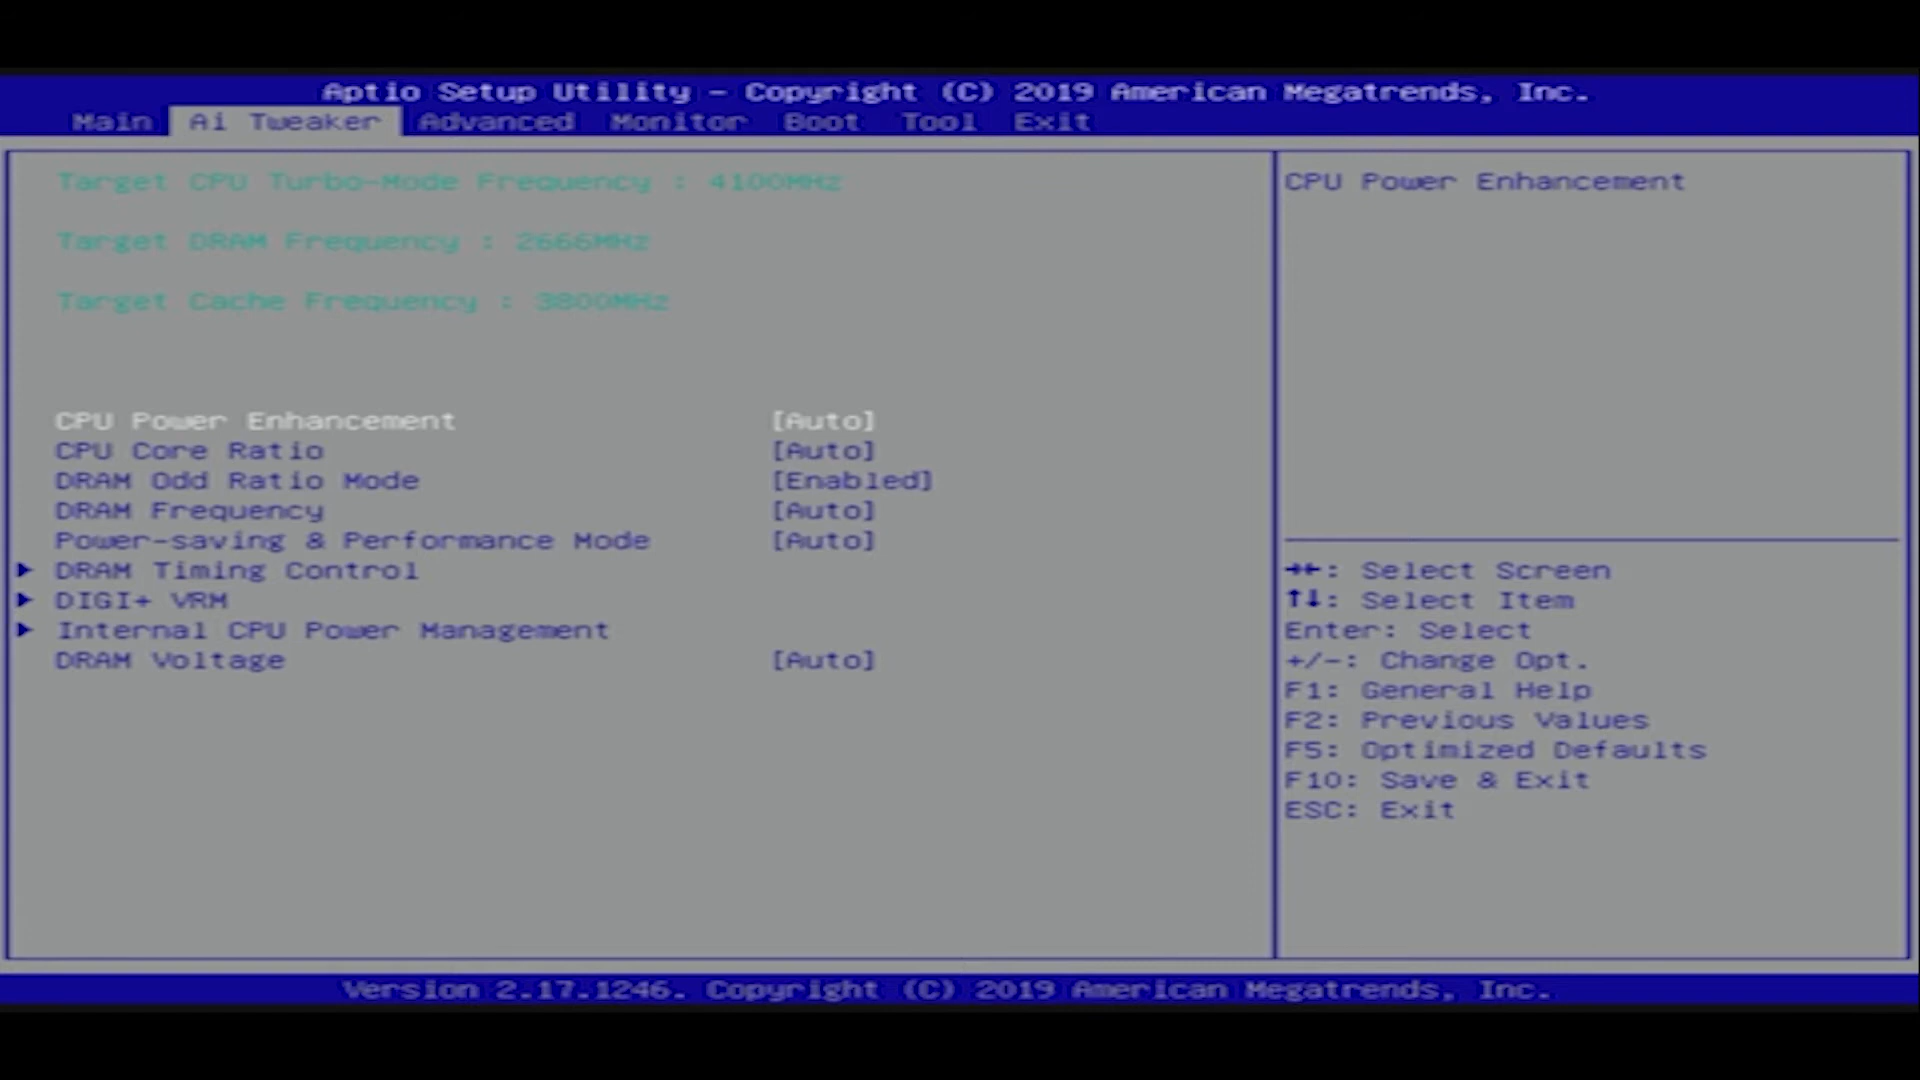 Aptio Setup Utility - Copyright (C) 2019 American Megatrends, Inc.
Main Ai Tweaker Advanced Monitor Boot Tool Exit
Target CPU Turbo-Mode Frequency : 4100MHz
Target DRAM Frequency : 2666MHz
Target Cache Frequency : 3800MHz
CPU Power Enhancement [Auto]
CPU Core Ratio [Auto]
DRAM Odd Ratio Mode [Enabled]
DRAM Frequency [Auto]
Power-saving & Performance Mode [Auto]
DRAM Timing Control
DIGI+ VRM
Internal CPU Power Management
DRAM Voltage [Auto]
CPU Power Enhancement
→←: Select Screen
↑↓: Select Item
Enter: Select
+/-: Change Opt.
F1: General Help
F2: Previous Values
F5: Optimized Defaults
F10: Save & Exit
ESC: Exit
Version 2.17.1246. Copyright (C) 2019 American Megatrends, Inc.